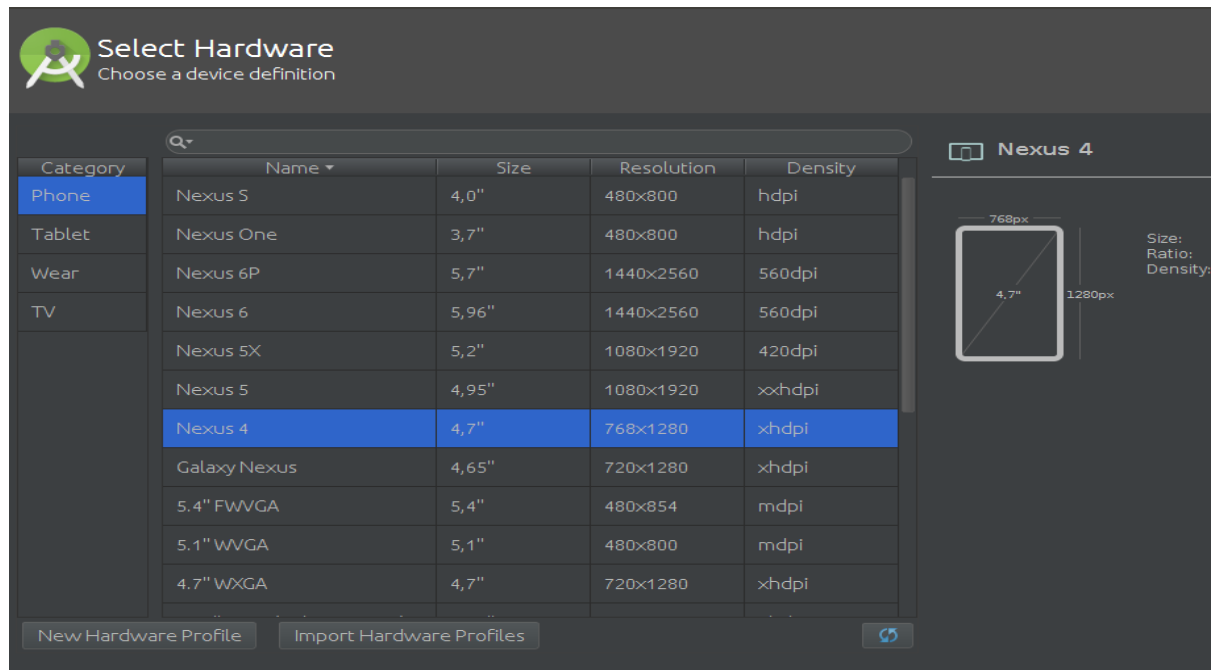 Select Hardware
Choose a device definition
Category
Phone
Tablet
Wear
TV
Name Size Resolution Density
Nexus S 4,0" 480x800 hdpi
Nexus One 3,7" 480x800 hdpi
Nexus 6P 5,7" 1440x2560 560dpi
Nexus 6 5,96" 1440x2560 560dpi
Nexus 5X 5,2" 1080x1920 420dpi
Nexus 5 4,95" 1080x1920 xxhdpi
Nexus 4 4,7" 768x1280 xhdpi
Galaxy Nexus 4,65" 720x1280 xhdpi
5.4" FWVGA 5,4" 480x854 mdpi
5.1" WVGA 5,1" 480x800 mdpi
4.7" WXGA 4,7" 720x1280 xhdpi
New Hardware Profile Import Hardware Profiles
Nexus 4
768px
4,7" 1280px
Size:
Ratio:
Density: